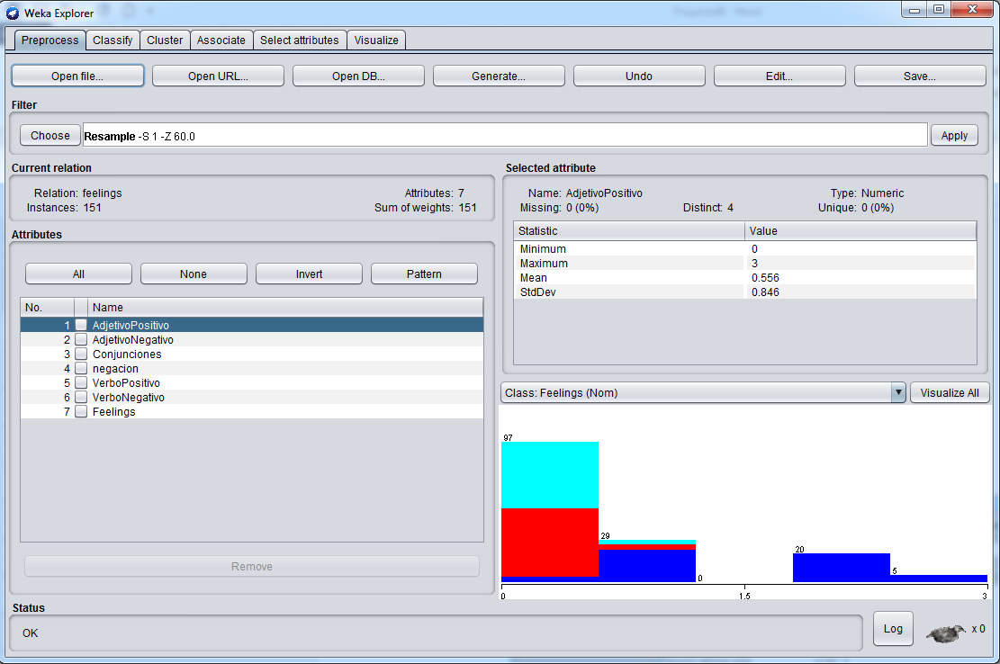 Weka Explorer
Preprocess Classify Cluster Associate Select attributes Visualize
Open file... Open URL... Open DB... Generate... Undo Edit... Save...
Filter
Choose Resample -S 1 -Z 60.0 Apply
Current relation
Relation: feelings Attributes: 7
Instances: 151 Sum of weights: 151
Attributes
All None Invert Pattern
No. Name
1 AdjetivoPositivo
2 AdjetivoNegativo
3 Conjunciones
4 negacion
5 VerboPositivo
6 VerboNegativo
7 Feelings
Remove
Selected attribute
Name: AdjetivoPositivo Type: Numeric
Missing: 0 (0%) Distinct: 4 Unique: 0 (0%)
Statistic Value
Minimum 0
Maximum 3
Mean 0.556
StdDev 0.846
Class: Feelings (Nom) Visualize All
97
29
0
20
5
0 1.5 3
Status
OK
Log x 0